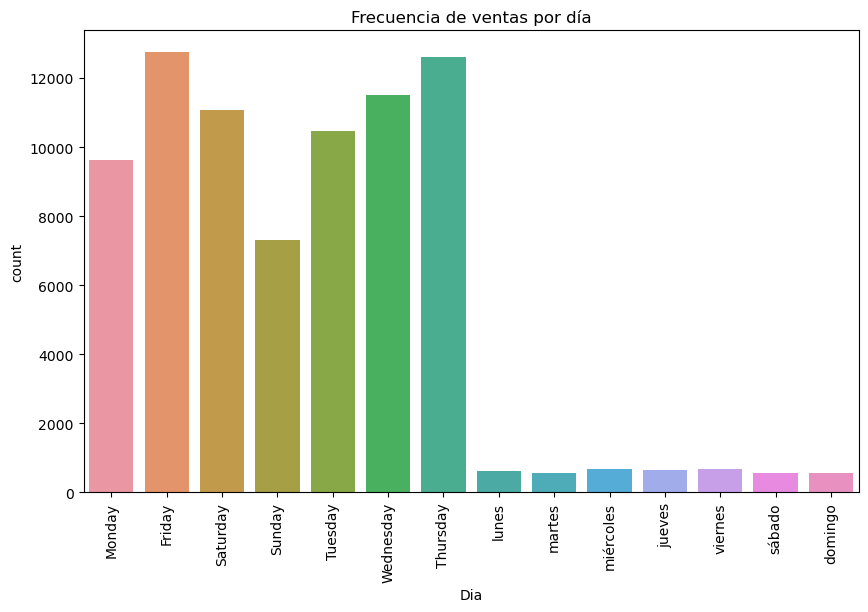 Frecuencia de ventas por día
count
12000
10000
8000
6000
4000
2000
0
Monday
Friday
Saturday
Sunday
Tuesday
Wednesday
Thursday
lunes
martes
miércoles
jueves
viernes
sábado
domingo
Dia